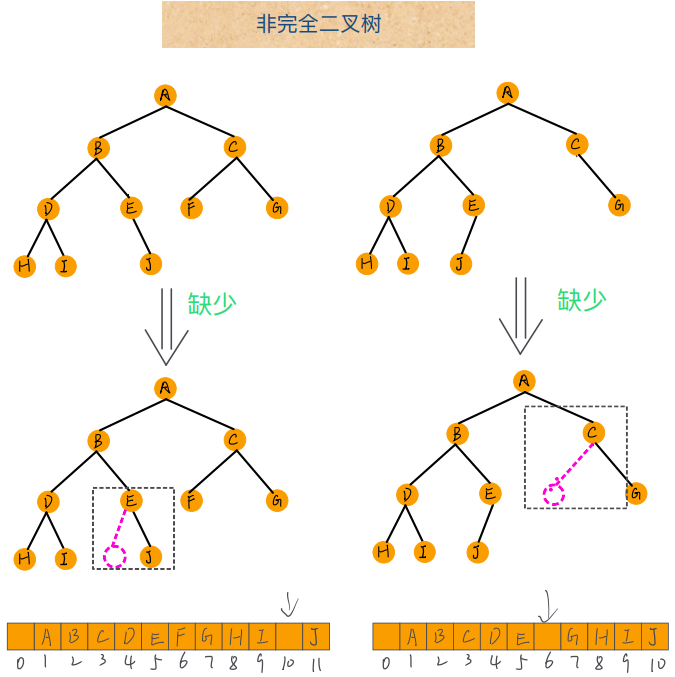 非完全二叉树
A
B C
D E F G
H I J
A
B C
D E G
H I J
缺少
缺少
A
B C
D E F G
H I J
A
B C
D E G
H I J
A B C D E F G H I J
0 1 2 3 4 5 6 7 8 9 10 11
A B C D E G H I J
0 1 2 3 4 5 6 7 8 9 10